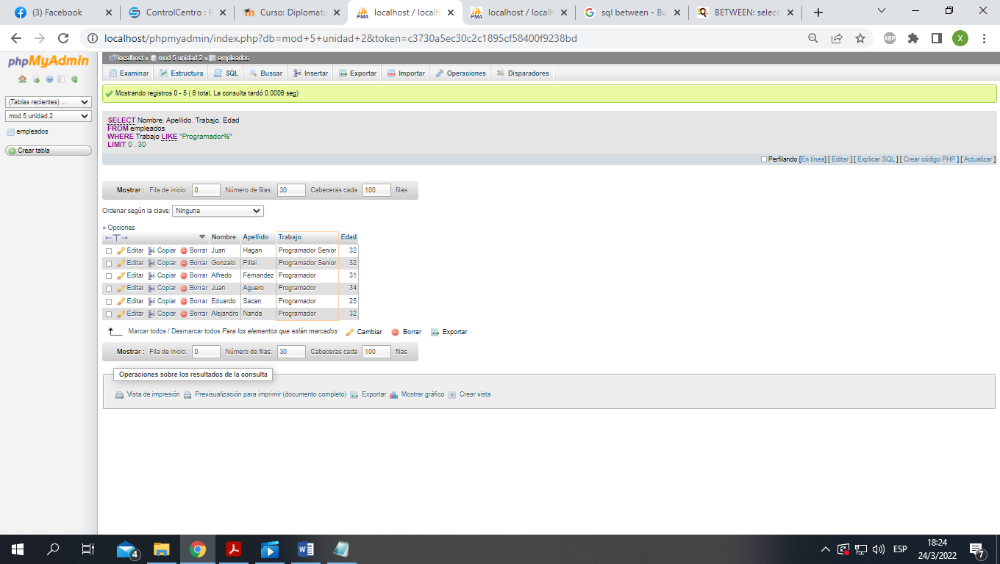 (3) Facebook
ControlCentro : P
Curso: Diplomatu
localhost / localh
localhost / localh
sql between - Bu
BETWEEN: selecc
localhost/phpmyadmin/index.php?db=mod+5+unidad+2&token=c3730a5ec30c2c1895cf58400f9238bd
ABP
X
phpMyAdmin
(Tablas recientes) ...
mod 5 unidad 2
empleados
Crear tabla
localhost » mod 5 unidad 2 » empleados
Examinar Estructura SQL Buscar Insertar Exportar Importar Operaciones Disparadores
Mostrando registros 0 - 5 ( 6 total, La consulta tardó 0.0006 seg)
SELECT Nombre, Apellido, Trabajo, Edad
FROM empleados
WHERE Trabajo LIKE "Programador%"
LIMIT 0 , 30
Perfilando [En línea] [ Editar ] [ Explicar SQL ] [ Crear código PHP ] [ Actualizar ]
Mostrar : Fila de inicio: 0 Número de filas: 30 Cabeceras cada 100 filas
Ordenar según la clave: Ninguna
+ Opciones
←T→ Nombre Apellido Trabajo Edad
Editar Copiar Borrar Juan Hagan Programador Senior 32
Editar Copiar Borrar Gonzalo Pillai Programador Senior 32
Editar Copiar Borrar Alfredo Fernandez Programador 31
Editar Copiar Borrar Juan Aguero Programador 34
Editar Copiar Borrar Eduardo Sacan Programador 25
Editar Copiar Borrar Alejandro Nanda Programador 32
Marcar todos / Desmarcar todos Para los elementos que están marcados: Cambiar Borrar Exportar
Mostrar : Fila de inicio: 0 Número de filas: 30 Cabeceras cada 100 filas
Operaciones sobre los resultados de la consulta
Vista de impresión Previsualización para imprimir (documento completo) Exportar Mostrar gráfico Crear vista
4
ESP
18:24
24/3/2022
7